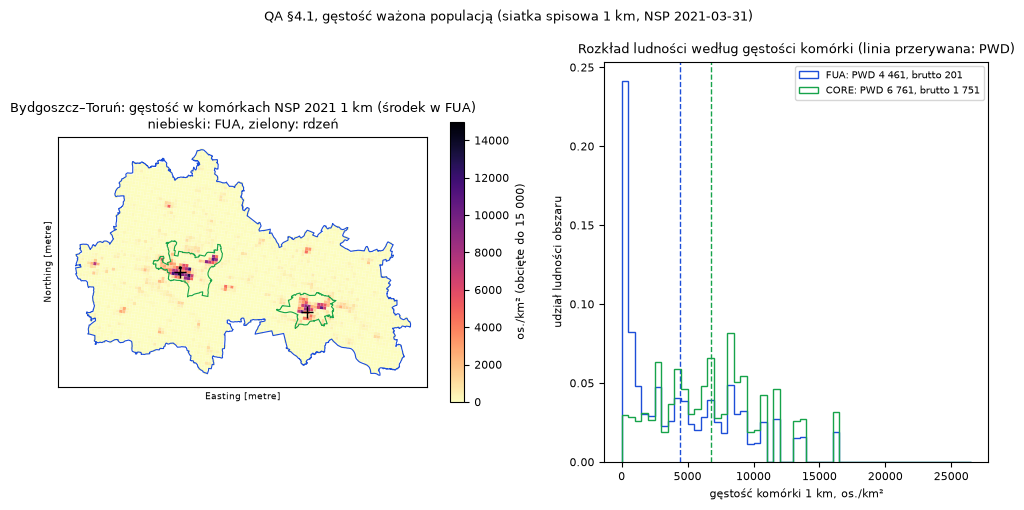 QA §4.1, gęstość ważona populacją (siatka spisowa 1 km, NSP 2021-03-31)
Bydgoszcz–Toruń: gęstość w komórkach NSP 2021 1 km (środek w FUA)
niebieski: FUA, zielony: rdzeń
Northing [metre]
Easting [metre]
14000
12000
10000
8000
6000
4000
2000
0
os./km² (obcięte do 15 000)
Rozkład ludności według gęstości komórki (linia przerywana: PWD)
FUA: PWD 4 461, brutto 201
CORE: PWD 6 761, brutto 1 751
udział ludności obszaru
0.25
0.20
0.15
0.10
0.05
0.00
0 5000 10000 15000 20000 25000
gęstość komórki 1 km, os./km²